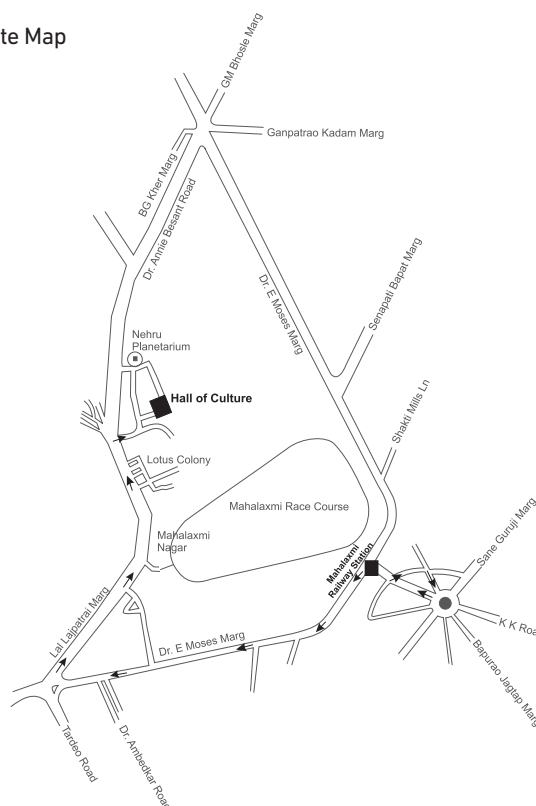 te Map
GM Bhosle Marg
Ganpatrao Kadam Marg
BG Kher Marg
Dr. Annie Besant Road
Dr. E Moses Marg
Senapati Bapat Marg
Nehru
Planetarium
Hall of Culture
Shakti Mills Ln
Lotus Colony
Mahalaxmi Race Course
Mahalaxmi
Nagar
Mahalaxmi
Railway Station
Sane Guruji Marg
Lal Lajpatrai Marg
Dr. E Moses Marg
K K Roa
Bapurao Jagtap Marg
Tardeo Road
Dr. Ambedkar Road